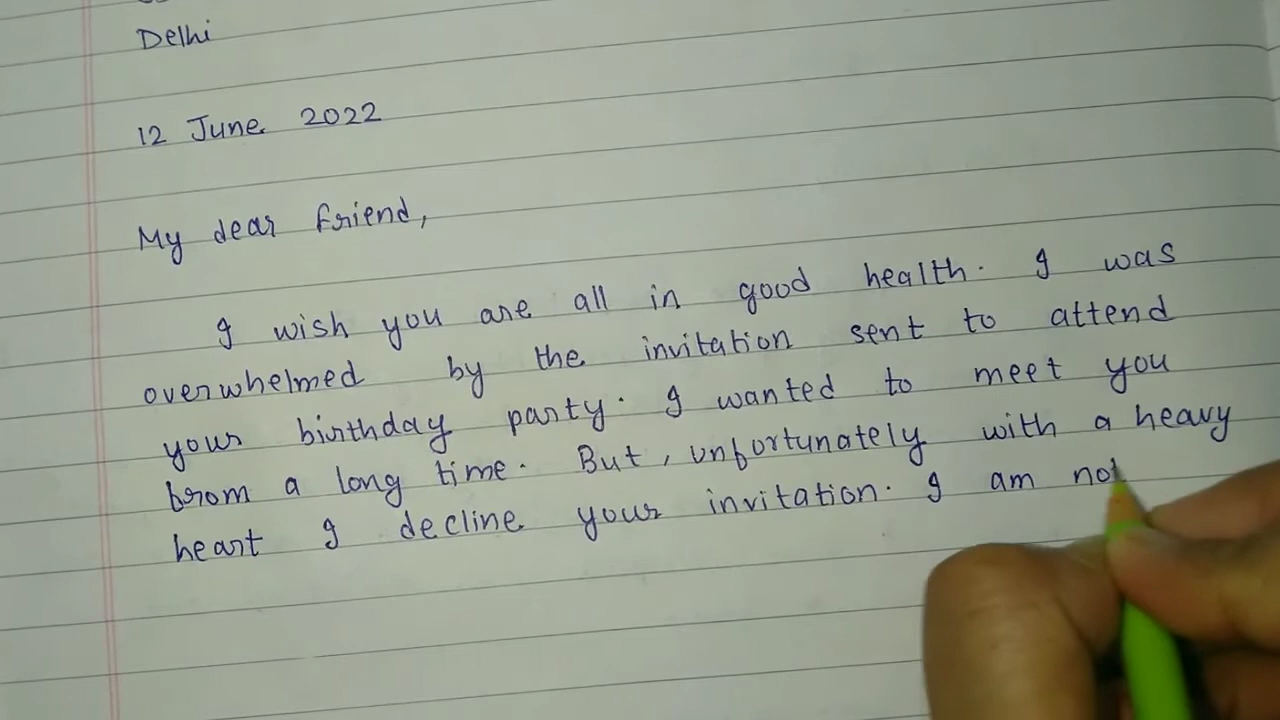 Delhi
12 June 2022
My dear friend,
I wish you are all in good health. I was
overwhelmed by the invitation sent to attend
your birthday party. I wanted to meet you
from a long time. But, unfortunately with a heavy
heart I decline your invitation. I am not